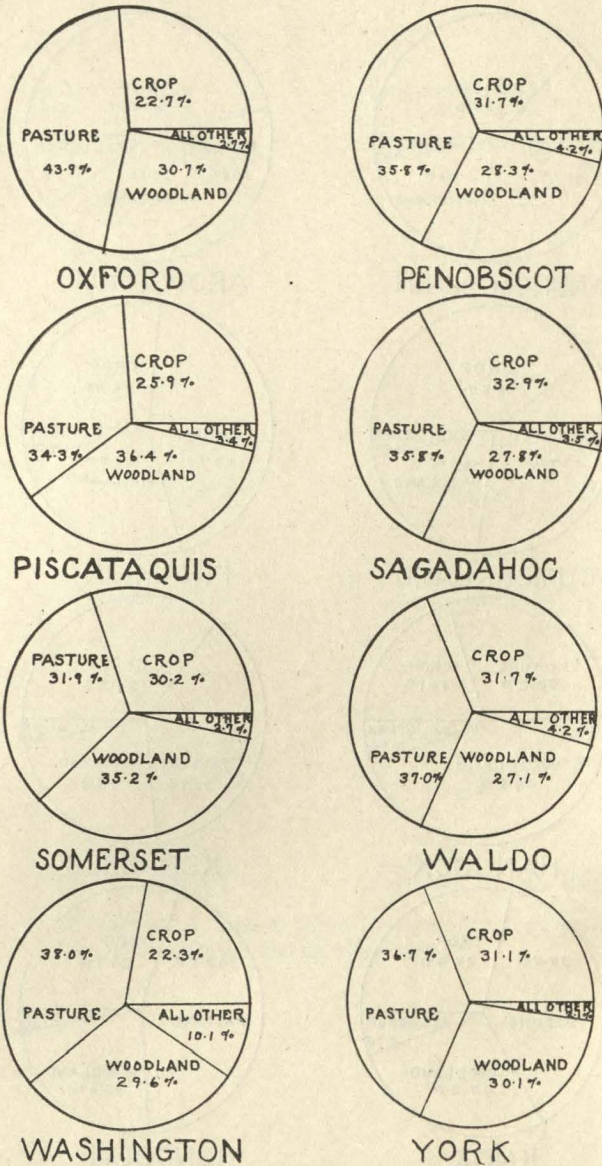 CROP
22.7%
ALL OTHER
2.7%
PASTURE
43.9%
30.7%
WOODLAND
OXFORD
CROP
31.7%
ALL OTHER
4.2%
PASTURE
35.8%
28.3%
WOODLAND
PENOBSCOT
CROP
25.9%
ALL OTHER
3.4%
PASTURE
34.3%
36.4%
WOODLAND
PISCATAQUIS
CROP
32.9%
ALL OTHER
3.5%
PASTURE
35.8%
27.8%
WOODLAND
SAGADAHOC
PASTURE
31.9%
CROP
30.2%
ALL OTHER
2.7%
WOODLAND
35.2%
SOMERSET
CROP
31.7%
ALL OTHER
4.2%
PASTURE
37.0%
WOODLAND
27.1%
WALDO
38.0%
PASTURE
CROP
22.3%
ALL OTHER
10.1%
WOODLAND
29.6%
WASHINGTON
36.7%
PASTURE
CROP
31.1%
ALL OTHER
WOODLAND
30.1%
YORK